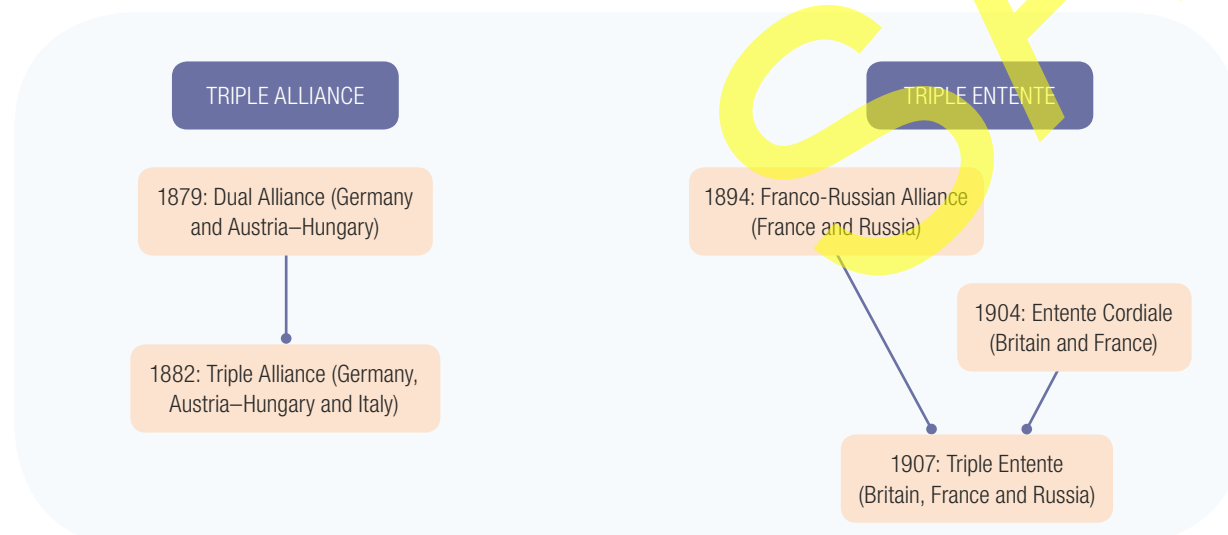 TRIPLE ALLIANCE
1879: Dual Alliance (Germany
and Austria–Hungary)
1882: Triple Alliance (Germany,
Austria–Hungary and Italy)
TRIPLE ENTENTE
1894: Franco-Russian Alliance
(France and Russia)
1904: Entente Cordiale
(Britain and France)
1907: Triple Entente
(Britain, France and Russia)